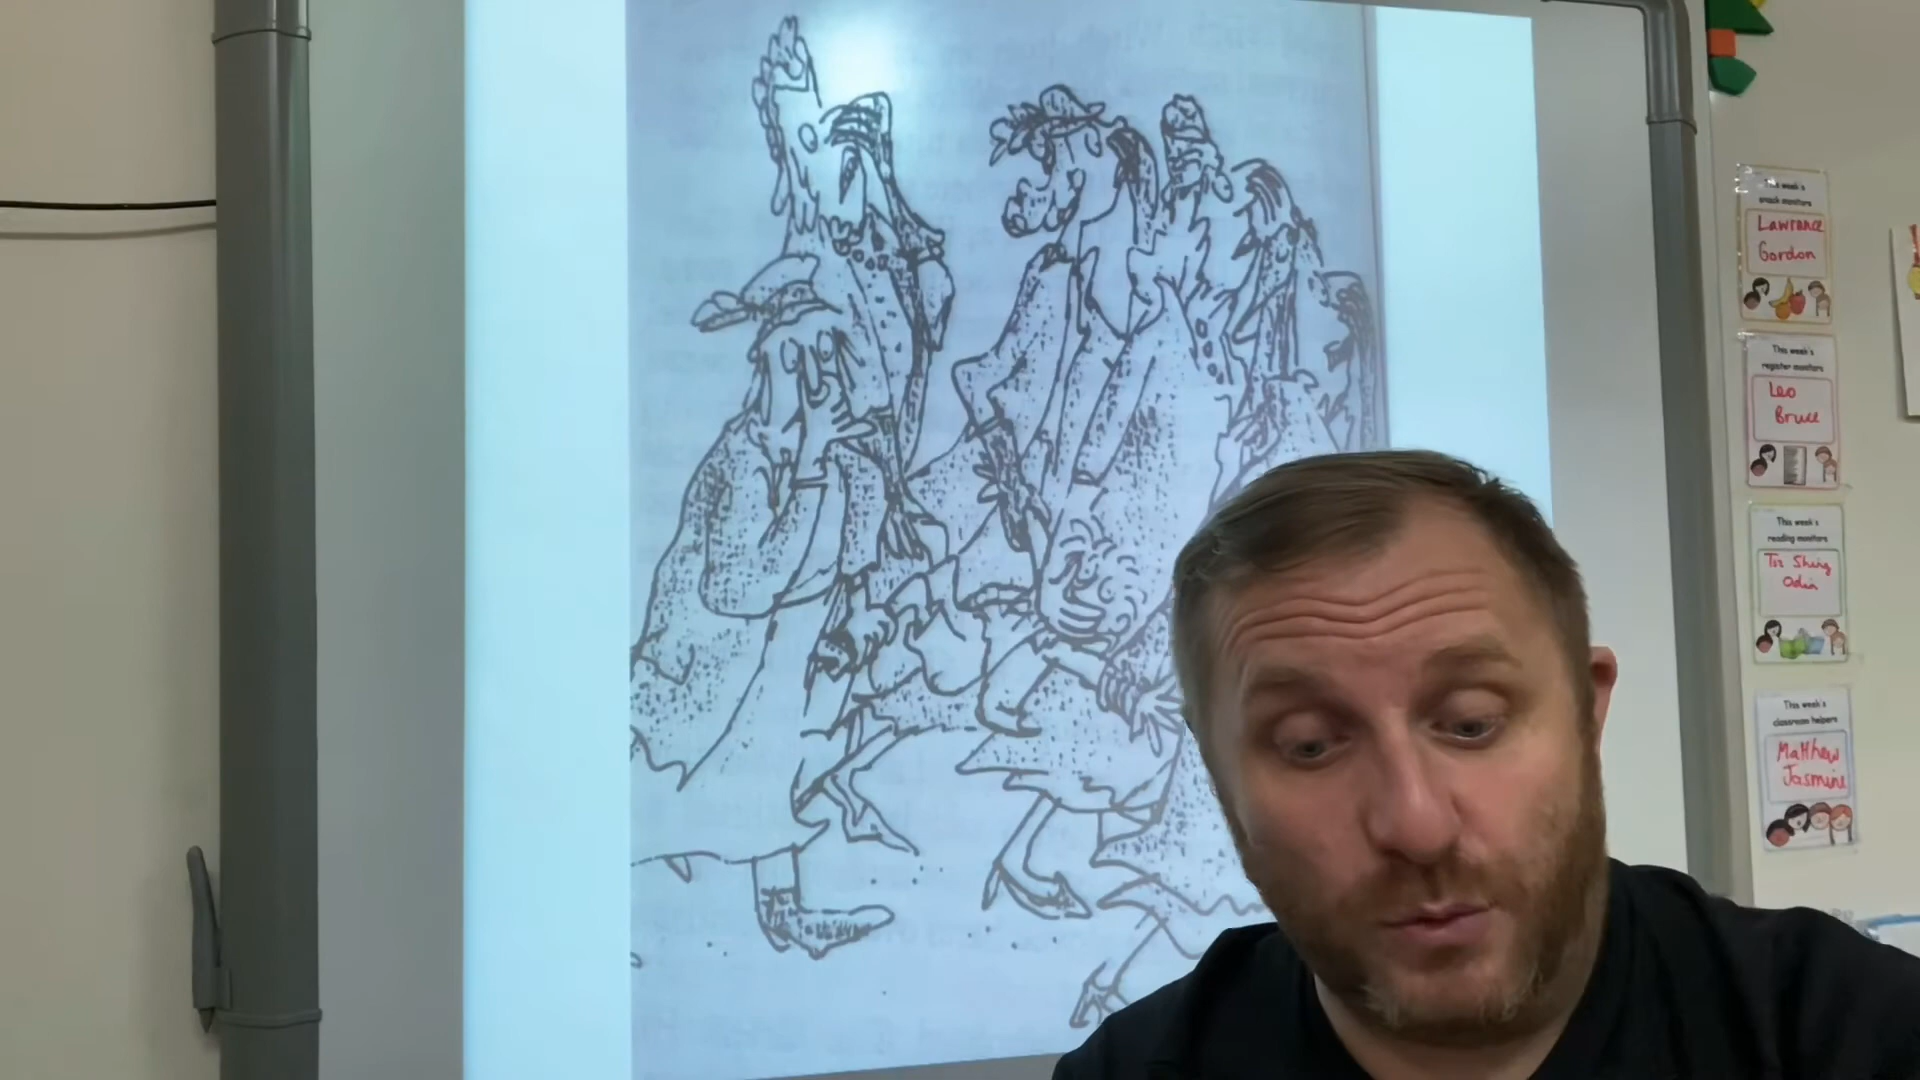 This week's
snack monitors
Lawrance
Gordon
This week's
register monitors
Leo
Bruce
This week's
reading monitors
Tsz Shing
Odin
This week's
classroom helpers
Matthew
Jasmine